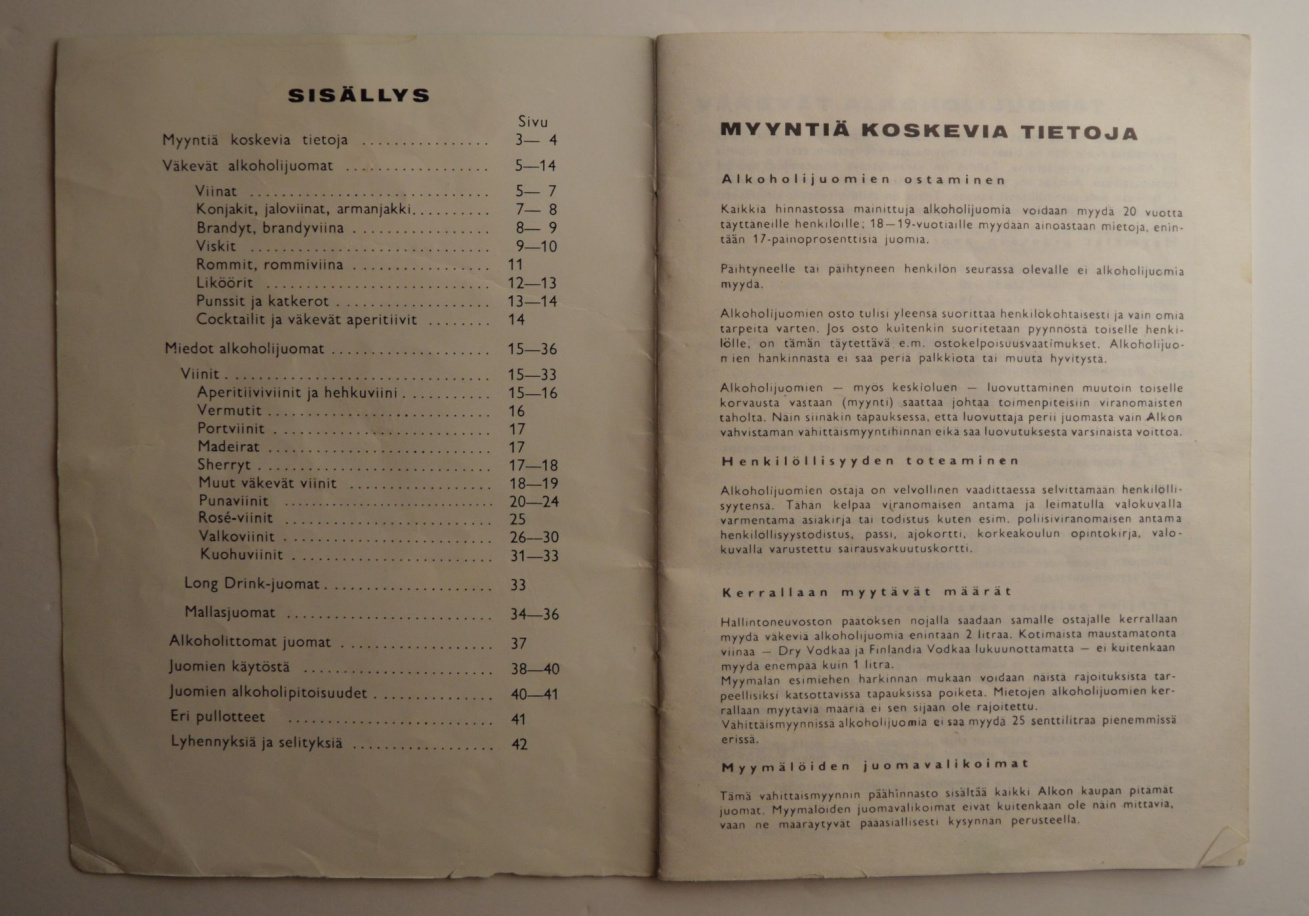 SISÄLLYS
Sivu
Myyntiä koskevia tietoja ................ 3— 4
Väkevät alkoholijuomat .................. 5—14
Viinat .............................. 5— 7
Konjakit, jaloviinat, armanjakki.......... 7— 8
Brandyt, brandyviina ................. 8— 9
Viskit .............................. 9—10
Rommit, rommiviina ................. 11
Liköörit ............................ 12—13
Punssit ja katkerot ................... 13—14
Cocktailit ja väkevät aperitiivit ........ 14
Miedot alkoholijuomat .................... 15—36
Viinit ................................. 15—33
Aperitiiviviinit ja hehkuviini ........... 15—16
Vermutit ............................ 16
Portviinit ........................... 17
Madeirat ............................ 17
Sherryt ............................. 17—18
Muut väkevät viinit .................. 18—19
Punaviinit .......................... 20—24
Rosé-viinit .......................... 25
Valkoviinit .......................... 26—30
Kuohuviinit ......................... 31—33
Long Drink-juomat ..................... 33
Mallasjuomat .......................... 34—36
Alkoholittomat juomat ................... 37
Juomien käytöstä ........................ 38—40
Juomien alkoholipitoisuudet ............... 40—41
Eri pullotteet .......................... 41
Lyhennyksiä ja selityksiä .................. 42
MYYNTIÄ KOSKEVIA TIETOJA
Alkoholijuomien ostaminen
Kaikkia hinnastossa mainittuja alkoholijuomia voidaan myydä 20 vuotta
täyttäneille henkilöille; 18—19-vuotiaille myydään ainoastaan mietoja, enin-
tään 17-painoprosenttisia juomia.
Päihtyneelle tai päihtyneen henkilön seurassa olevalle ei alkoholijuomia
myydä.
Alkoholijuomien osto tulisi yleensä suorittaa henkilökohtaisesti ja vain omia
tarpeita varten. Jos osto kuitenkin suoritetaan pyynnöstä toiselle henki-
lölle, on tämän täytettävä e.m. ostokelpoisuusvaatimukset. Alkoholijuo-
mien hankinnasta ei saa periä palkkiota tai muuta hyvitystä.
Alkoholijuomien — myös keskioluen — luovuttaminen muutoin toiselle
korvausta vastaan (myynti) saattaa johtaa toimenpiteisiin viranomaisten
taholta. Näin siinäkin tapauksessa, että luovuttaja perii juomasta vain Alkon
vahvistaman vähittäismyyntihinnan eikä saa luovutuksesta varsinaista voittoa.
Henkilöllisyyden toteaminen
Alkoholijuomien ostaja on velvollinen vaadittaessa selvittämään henkilölli-
syytensä. Tähän kelpaa viranomaisen antama ja leimatulla valokuvalla
varmentama asiakirja tai todistus kuten esim. poliisiviranomaisen antama
henkilöllisyystodistus, passi, ajokortti, korkeakoulun opintokirja, valo-
kuvalla varustettu sairausvakuutuskortti.
Kerrallaan myytävät määrät
Hallintoneuvoston päätöksen nojalla saadaan samalle ostajalle kerrallaan
myydä väkeviä alkoholijuomia enintään 2 litraa. Kotimaista maustamatonta
viinaa — Dry Vodkaa ja Finlandia Vodkaa lukuunottamatta — ei kuitenkaan
myydä enempää kuin 1 litra.
Myymälän esimiehen harkinnan mukaan voidaan näistä rajoituksista tar-
peellisiksi katsottavissa tapauksissa poiketa. Mietojen alkoholijuomien ker-
rallaan myytäviä määriä ei sen sijaan ole rajoitettu.
Vähittäismyynnissä alkoholijuomia ei saa myydä 25 senttilitraa pienemmissä
erissä.
Myymälöiden juomavalikoimat
Tämä vähittäismyynnin päähinnasto sisältää kaikki Alkon kaupan pitämät
juomat. Myymälöiden juomavalikoimat eivät kuitenkaan ole näin mittavia,
vaan ne määräytyvät pääasiallisesti kysynnän perusteella.